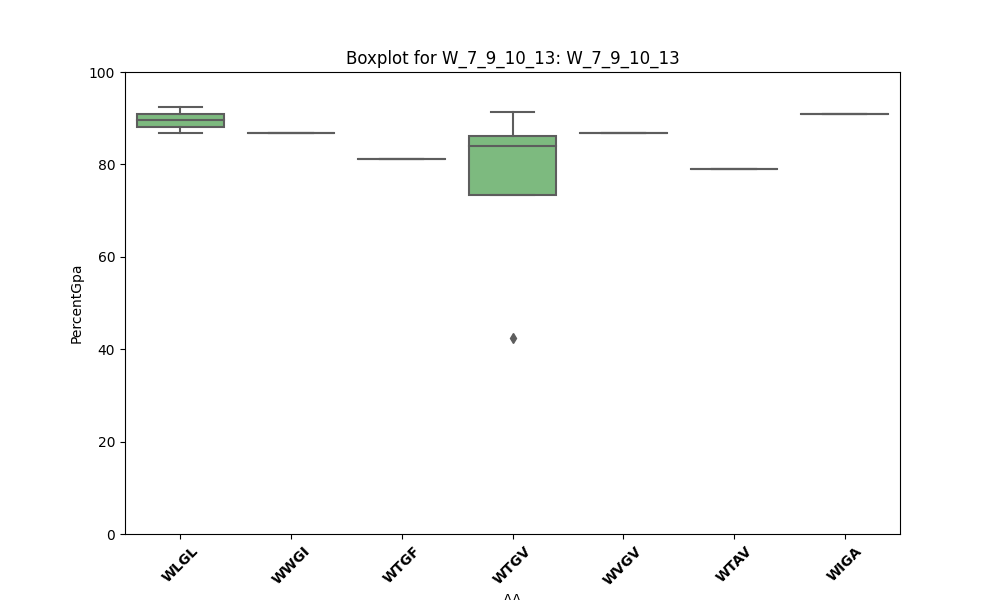 Boxplot for W_7_9_10_13: W_7_9_10_13
100
80
60
40
20
0
PercentGpa
WLGL
WWGI
WTGF
WTGV
WVGV
WTAV
WIGA